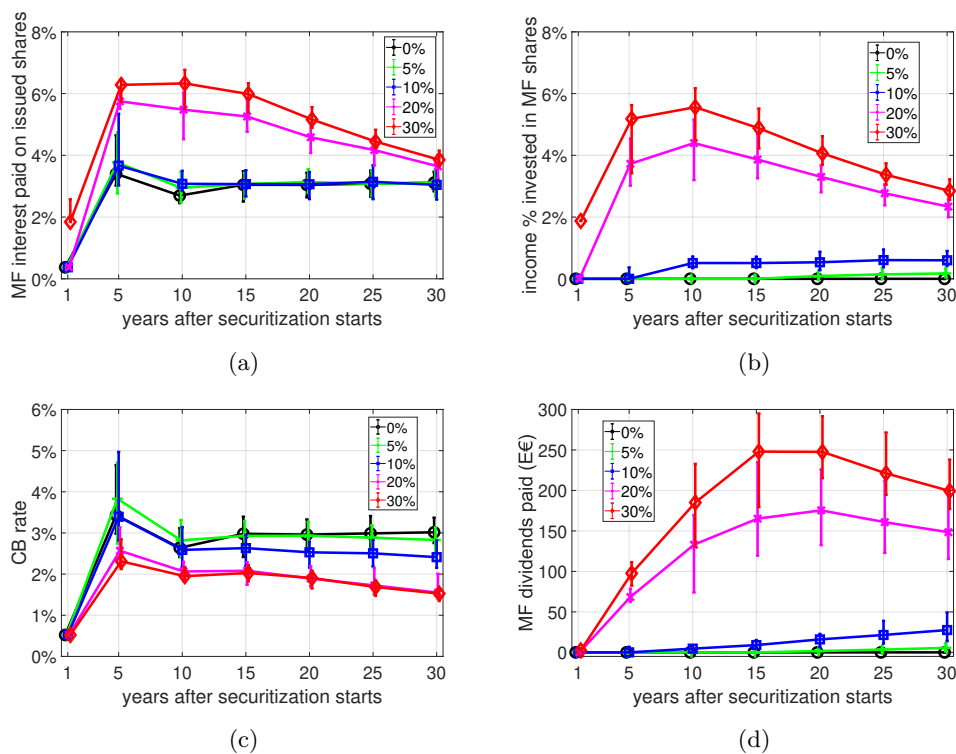 8%
6%
4%
2%
0%
MF interest paid on issued shares
0%
5%
10%
20%
30%
1 5 10 15 20 25 30
years after securitization starts
(a)
8%
6%
4%
2%
0
income % invested in MF shares
0%
5%
10%
20%
30%
1 5 10 15 20 25 30
years after securitization starts
(b)
6%
5%
4%
3%
2%
1%
0%
CB rate
0%
5%
10%
20%
30%
1 5 10 15 20 25 30
years after securitization starts
(c)
300
250
200
150
100
50
0
MF dividends paid (E€)
0%
5%
10%
20%
30%
1 5 10 15 20 25 30
years after securitization starts
(d)